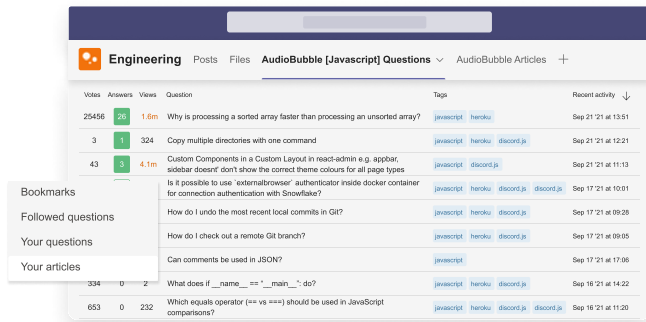 Engineering Posts Files AudioBubble [Javascript] Questions AudioBubble Articles
Votes Answers Views Question Tags Recent activity
25456 26 1.6m Why is processing a sorted array faster than processing an unsorted array? javascript heroku Sep 21 '21 at 13:51
3 1 324 Copy multiple directories with one command javascript heroku discord.js Sep 21 '21 at 12:21
43 3 4.1m Custom Components in a Custom Layout in react-admin e.g. appbar, javascript discord.js Sep 21 '21 at 11:13
sidebar doesnt' don't show the correct theme colours for all page types
Is it possible to use `externalbrowser` authenticator inside docker container javascript heroku discord.js discord.js Sep 17 '21 at 10:01
for connection authentication with Snowflake?
How do I undo the most recent local commits in Git? javascript heroku discord.js Sep 17 '21 at 09:28
How do I check out a remote Git branch? javascript heroku discord.js Sep 17 '21 at 09:05
Can comments be used in JSON? javascript Sep 17 '21 at 17:06
334 0 2 What does if __name__ == "__main__": do? javascript heroku discord.js Sep 16 '21 at 14:22
653 0 232 Which equals operator (== vs ===) should be used in JavaScript javascript heroku discord.js discord.js Sep 16 '21 at 11:20
comparisons?
Bookmarks
Followed questions
Your questions
Your articles